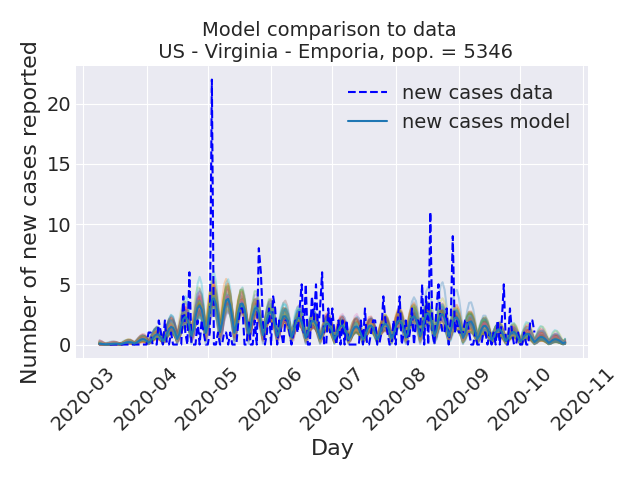 Model comparison to data
US - Virginia - Emporia, pop. = 5346
Number of new cases reported
20
15
10
5
0
new cases data
new cases model
2020-03
2020-04
2020-05
2020-06
2020-07
2020-08
2020-09
2020-10
2020-11
Day